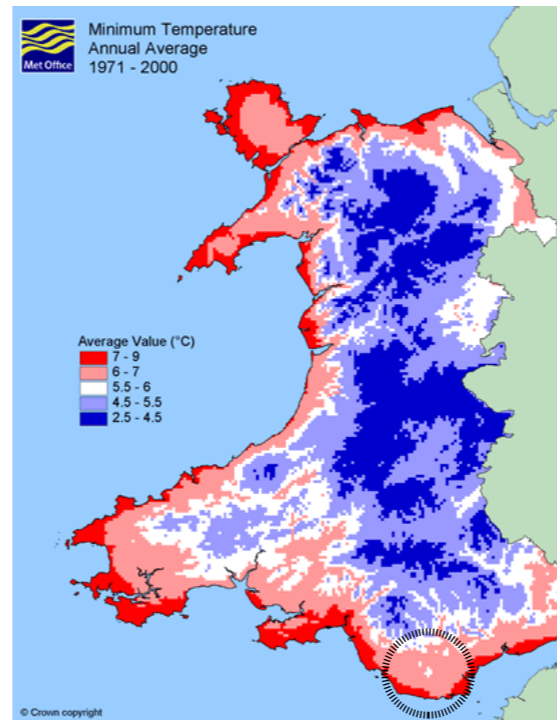 Met Office
Minimum Temperature
Annual Average
1971 - 2000
Average Value (°C)
7 - 9
6 - 7
5.5 - 6
4.5 - 5.5
2.5 - 4.5
© Crown copyright